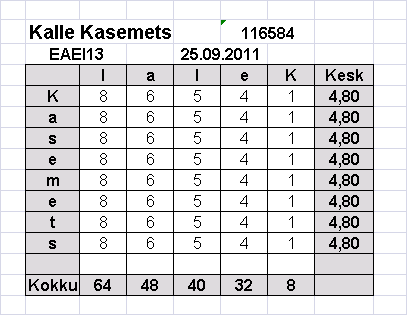 Kalle Kasemets 116584
EAEI13 25.09.2011
l a l e K Kesk
K 8 6 5 4 1 4,80
a 8 6 5 4 1 4,80
s 8 6 5 4 1 4,80
e 8 6 5 4 1 4,80
m 8 6 5 4 1 4,80
e 8 6 5 4 1 4,80
t 8 6 5 4 1 4,80
s 8 6 5 4 1 4,80
Kokku 64 48 40 32 8